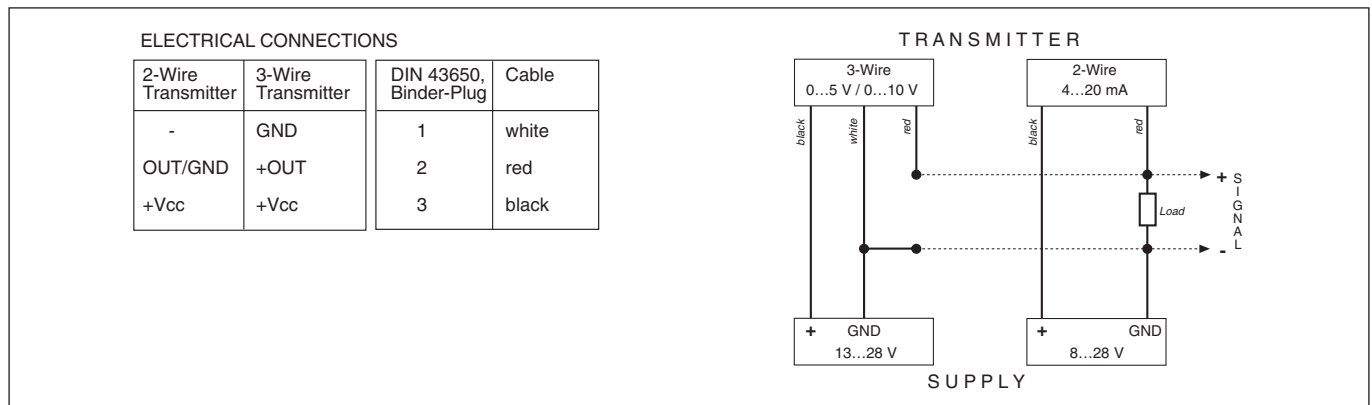 ELECTRICAL CONNECTIONS
2-Wire Transmitter 3-Wire Transmitter DIN 43650, Binder-Plug Cable
- GND 1 white
OUT/GND +OUT 2 red
+Vcc +Vcc 3 black
TRANSMITTER
3-Wire
0…5 V / 0…10 V
2-Wire
4…20 mA
black
white
red
black
red
+
-
SIGNAL
Load
+ GND
13…28 V
+ GND
8…28 V
SUPPLY